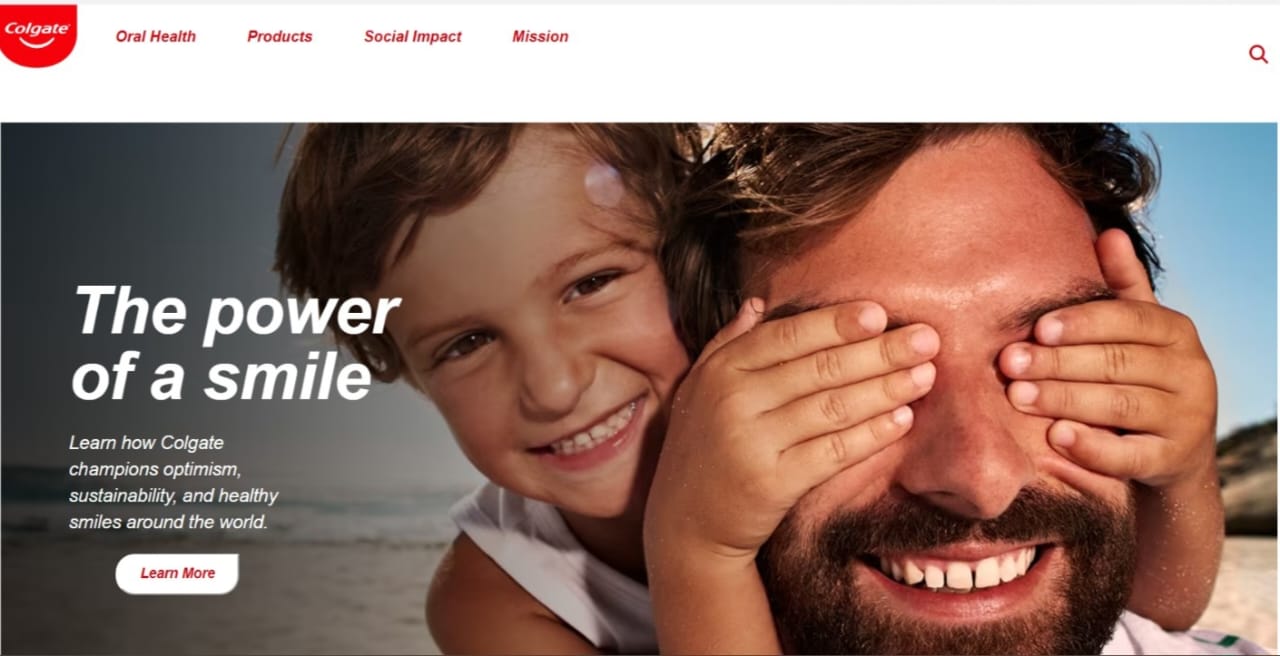 Colgate
Oral Health
Products
Social Impact
Mission
The power
of a smile
Learn how Colgate
champions optimism,
sustainability, and healthy
smiles around the world.
Learn More